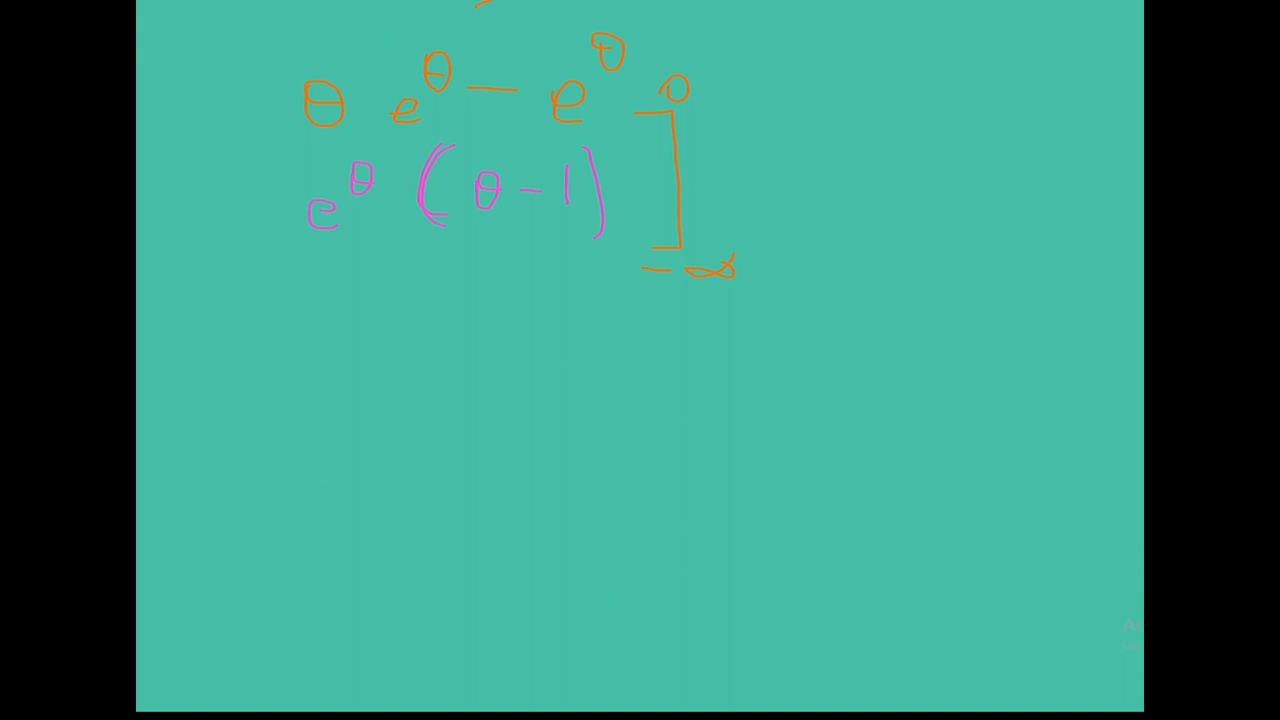 θ e^θ − e^θ ]_{-∞}^{0}
e^θ (θ − 1)